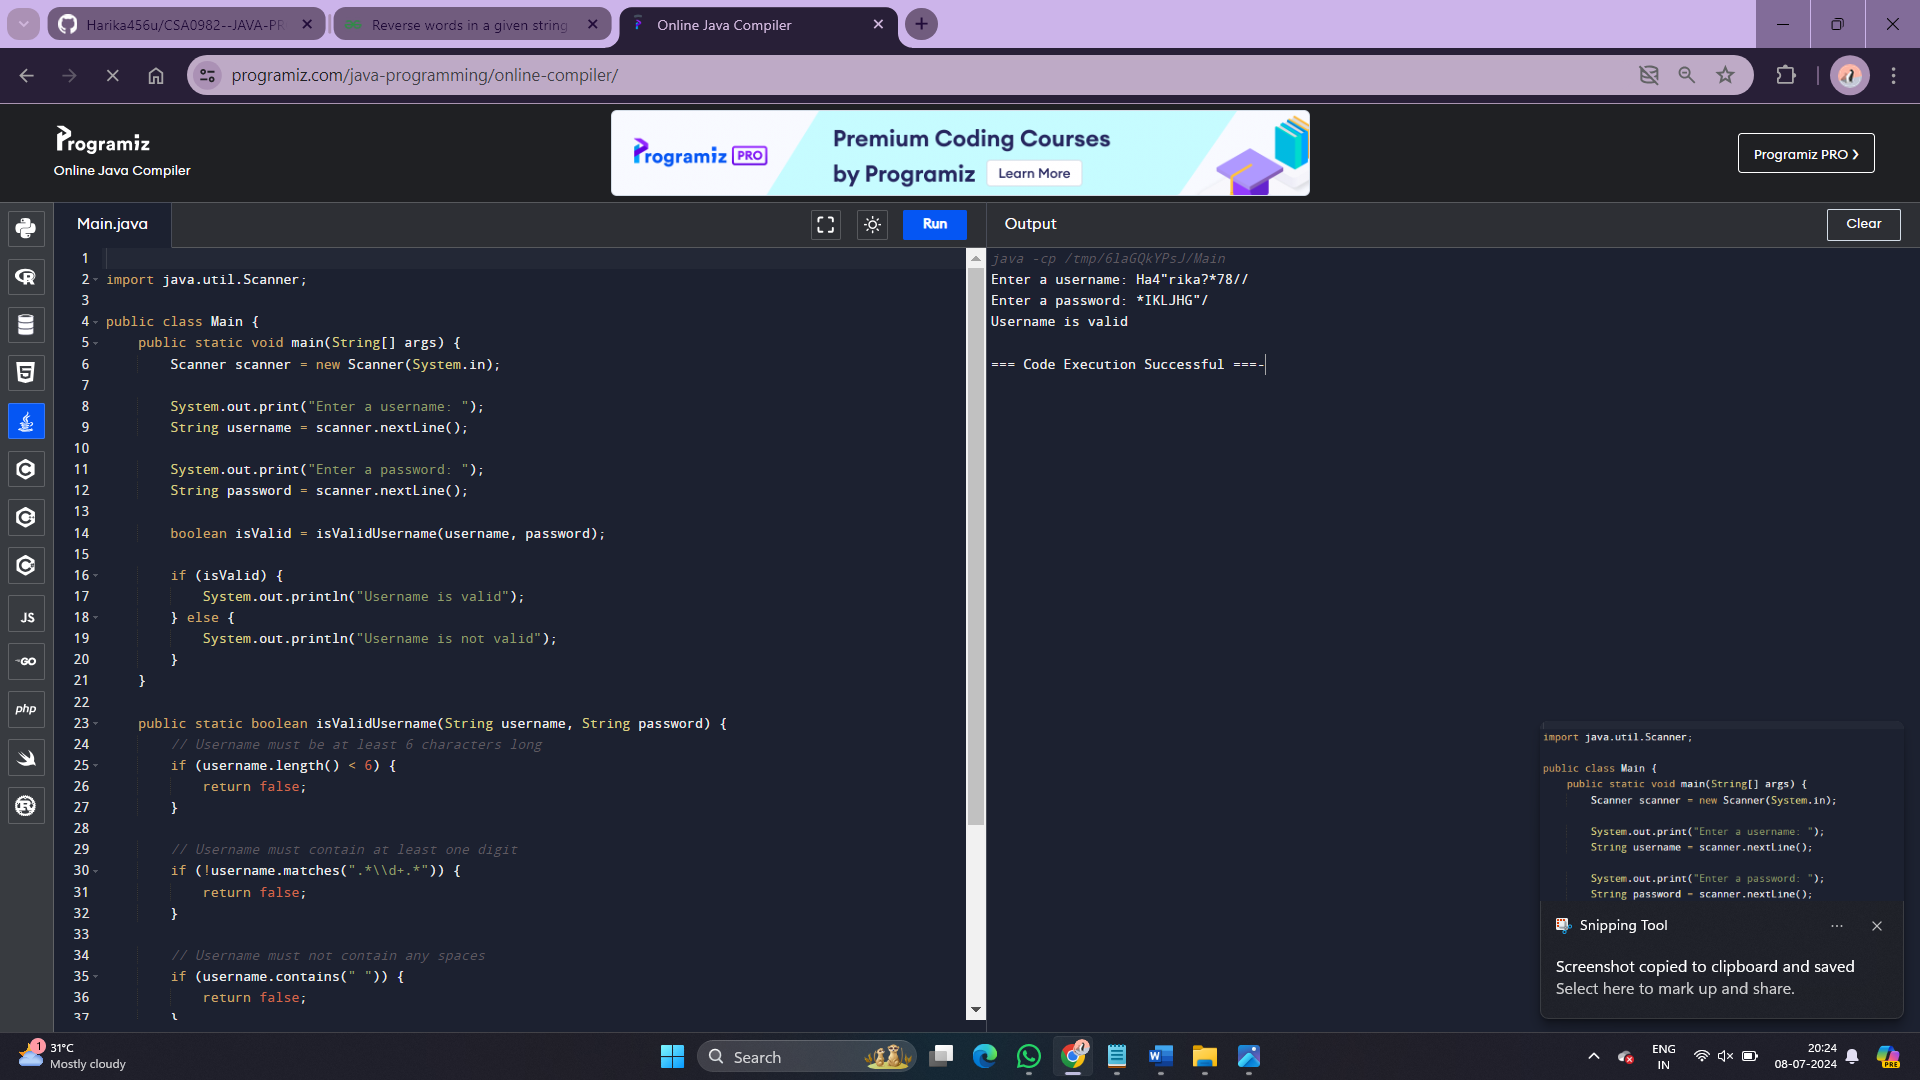 Harika456u/CSA0982--JAVA-PR
Reverse words in a given string
Online Java Compiler
programiz.com/java-programming/online-compiler/
Programiz
Online Java Compiler
Programiz PRO
Premium Coding Courses
by Programiz
Learn More
Programiz PRO ❯
Main.java
Run
Output
Clear
1
2 import java.util.Scanner;
3
4 public class Main {
5 public static void main(String[] args) {
6 Scanner scanner = new Scanner(System.in);
7
8 System.out.print("Enter a username: ");
9 String username = scanner.nextLine();
10
11 System.out.print("Enter a password: ");
12 String password = scanner.nextLine();
13
14 boolean isValid = isValidUsername(username, password);
15
16 if (isValid) {
17 System.out.println("Username is valid");
18 } else {
19 System.out.println("Username is not valid");
20 }
21 }
22
23 public static boolean isValidUsername(String username, String password) {
24 // Username must be at least 6 characters long
25 if (username.length() < 6) {
26 return false;
27 }
28
29 // Username must contain at least one digit
30 if (!username.matches(".*\\d+.*")) {
31 return false;
32 }
33
34 // Username must not contain any spaces
35 if (username.contains(" ")) {
36 return false;
37 }
java -cp /tmp/6laGQkYPsJ/Main
Enter a username: Ha4"rika?*78//
Enter a password: *IKLJHG"/
Username is valid
=== Code Execution Successful ===-
JS
GO
php
import java.util.Scanner;
public class Main {
public static void main(String[] args) {
Scanner scanner = new Scanner(System.in);
System.out.print("Enter a username: ");
String username = scanner.nextLine();
System.out.print("Enter a password: ");
String password = scanner.nextLine();
Snipping Tool
Screenshot copied to clipboard and saved
Select here to mark up and share.
1
31°C
Mostly cloudy
Search
ENG
IN
20:24
08-07-2024
PRE